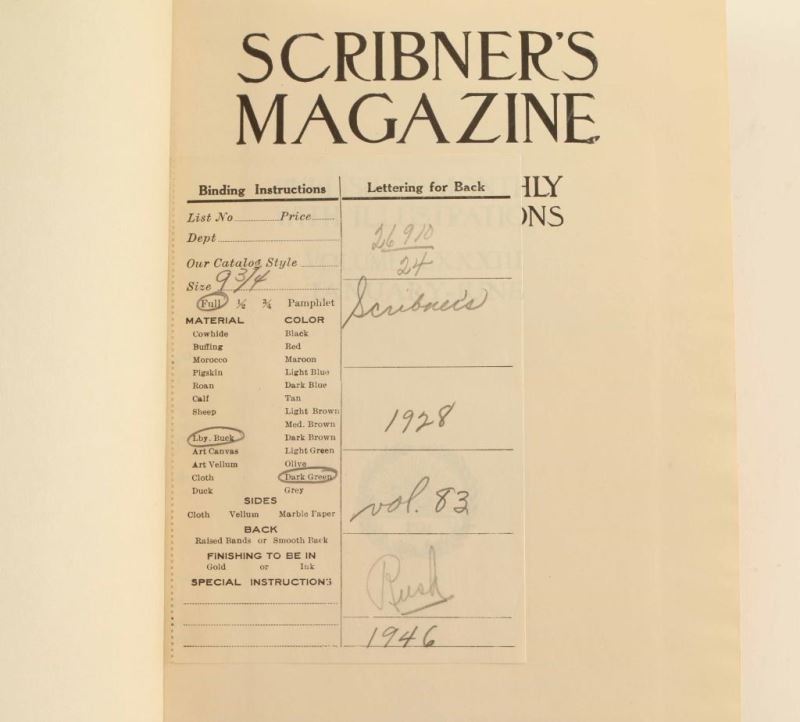 SCRIBNER'S
MAGAZINE
HLY
ONS
Binding Instructions
List No Price
Dept
Our Catalog Style
Size 9 3/4
Full ½ ¾ Pamphlet
MATERIAL COLOR
Cowhide Black
Buffing Red
Morocco Maroon
Pigskin Light Blue
Roan Dark Blue
Calf Tan
Sheep Light Brown
Med. Brown
Lby. Buck Dark Brown
Art Canvas Light Green
Art Vellum Olive
Cloth Dark Green
Duck Grey
SIDES
Cloth Vellum Marble Paper
BACK
Raised Bands or Smooth Back
FINISHING TO BE IN
Gold or Ink
SPECIAL INSTRUCTIONS
Lettering for Back
26910
24
Scribner's
1928
vol. 83
Rush
1946